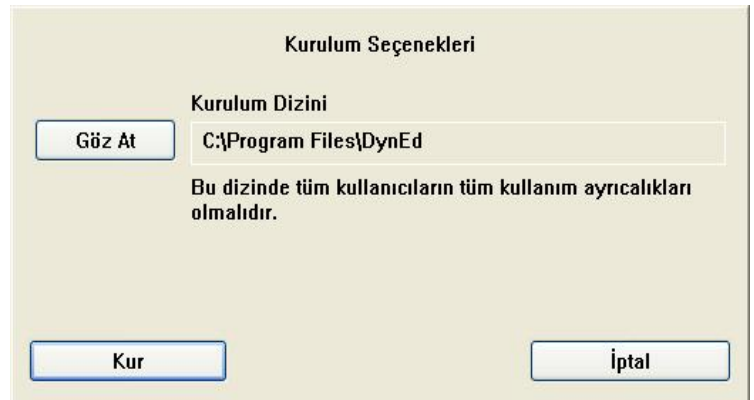 Kurulum Seçenekleri
Kurulum Dizini
Göz At
C:\Program Files\DynEd
Bu dizinde tüm kullanıcıların tüm kullanım ayrıcalıkları
olmalıdır.
Kur
İptal